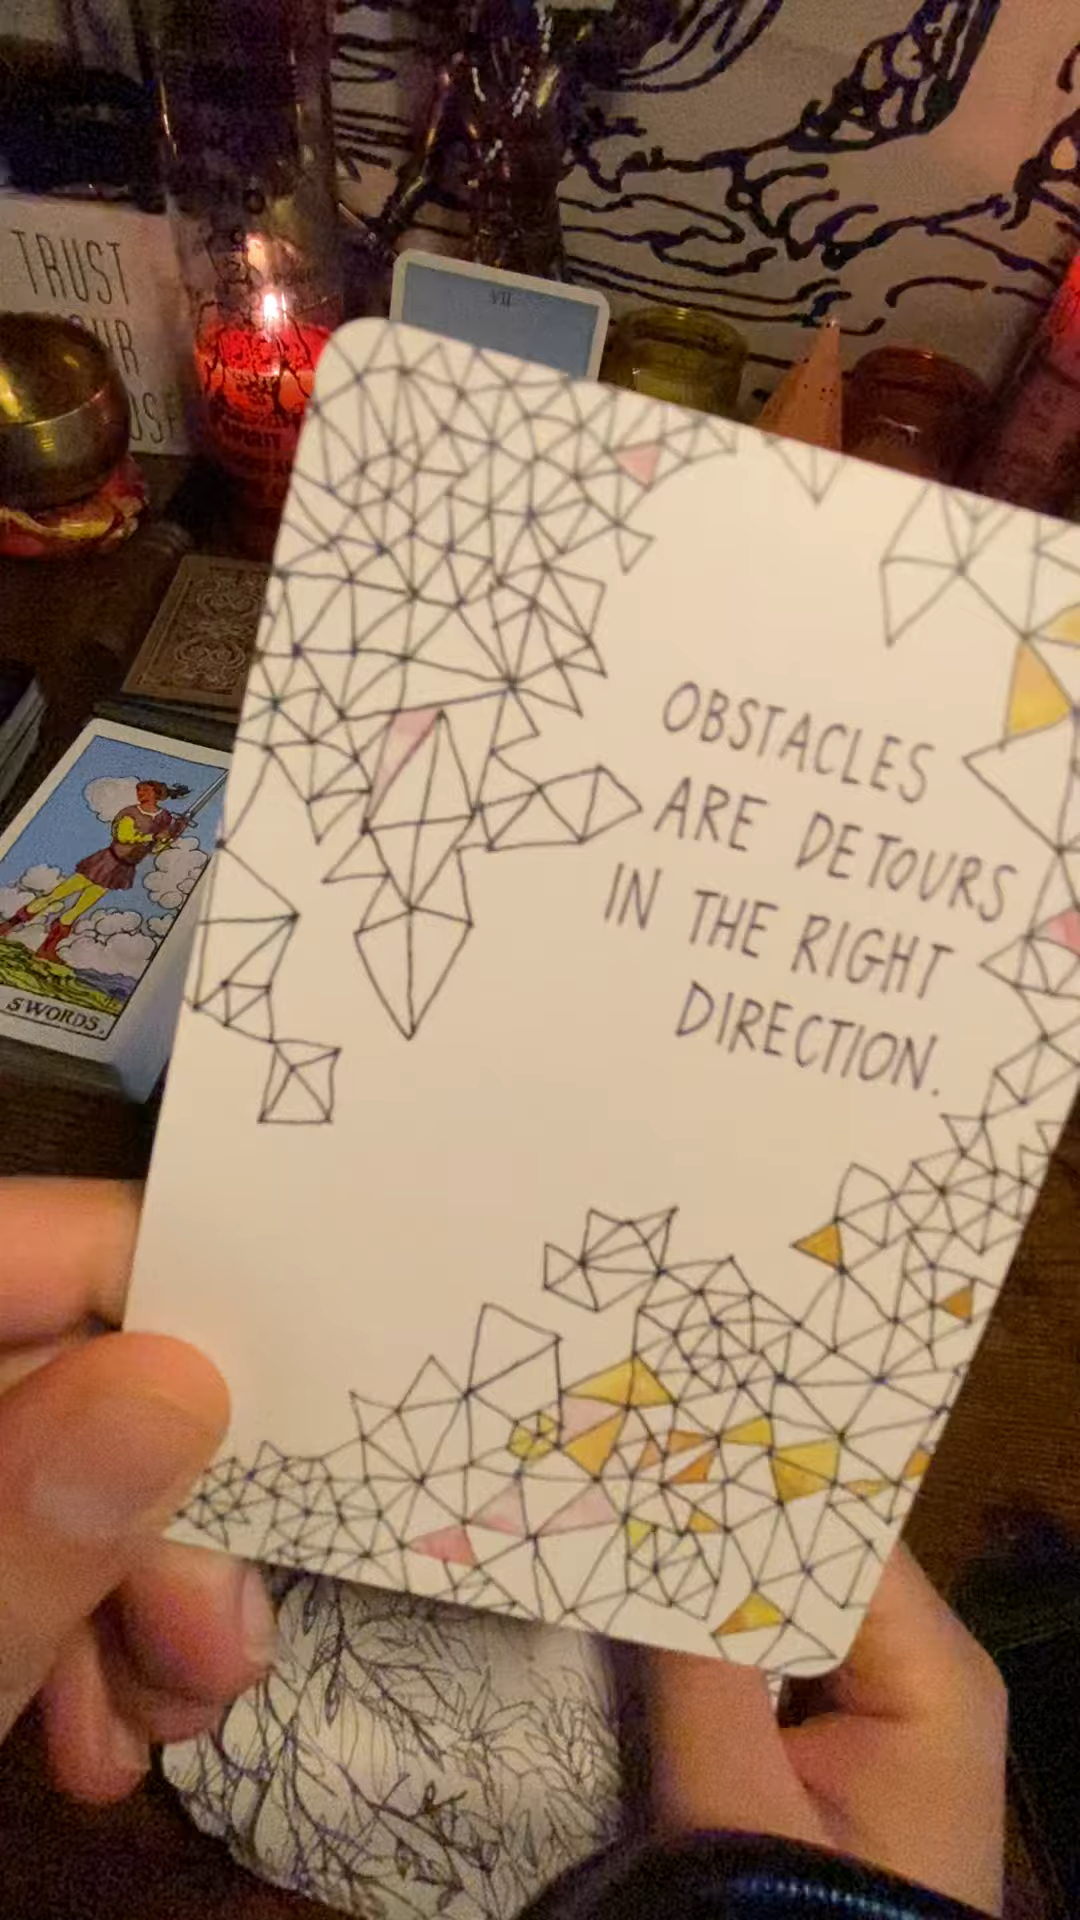 TRUST
VII
OBSTACLES
ARE DETOURS
IN THE RIGHT
DIRECTION.
SWORDS.